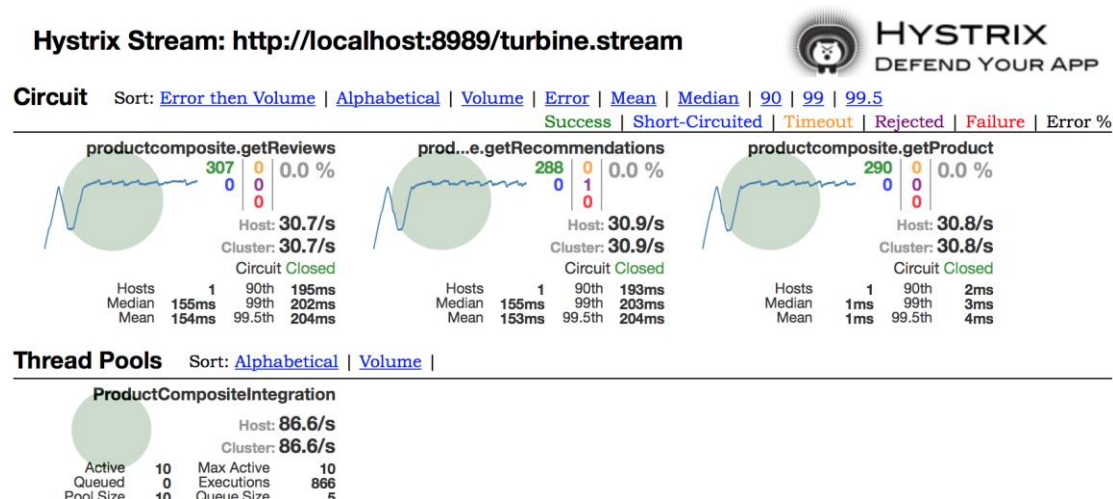 Hystrix Stream: http://localhost:8989/turbine.stream
HYSTRIX
DEFEND YOUR APP
Circuit Sort: Error then Volume | Alphabetical | Volume | Error | Mean | Median | 90 | 99 | 99.5
Success | Short-Circuited | Timeout | Rejected | Failure | Error %
productcomposite.getReviews
307 0 0.0 %
0 0
0
Host: 30.7/s
Cluster: 30.7/s
Circuit Closed
Hosts 1 90th 195ms
Median 155ms 99th 202ms
Mean 154ms 99.5th 204ms
prod...e.getRecommendations
288 0 0.0 %
0 1
0
Host: 30.9/s
Cluster: 30.9/s
Circuit Closed
Hosts 1 90th 193ms
Median 155ms 99th 203ms
Mean 153ms 99.5th 204ms
productcomposite.getProduct
290 0 0.0 %
0 0
0
Host: 30.8/s
Cluster: 30.8/s
Circuit Closed
Hosts 1 90th 2ms
Median 1ms 99th 3ms
Mean 1ms 99.5th 4ms
Thread Pools Sort: Alphabetical | Volume |
ProductCompositeIntegration
Host: 86.6/s
Cluster: 86.6/s
Active 10 Max Active 10
Queued 0 Executions 866
Pool Size 10 Queue Size 5